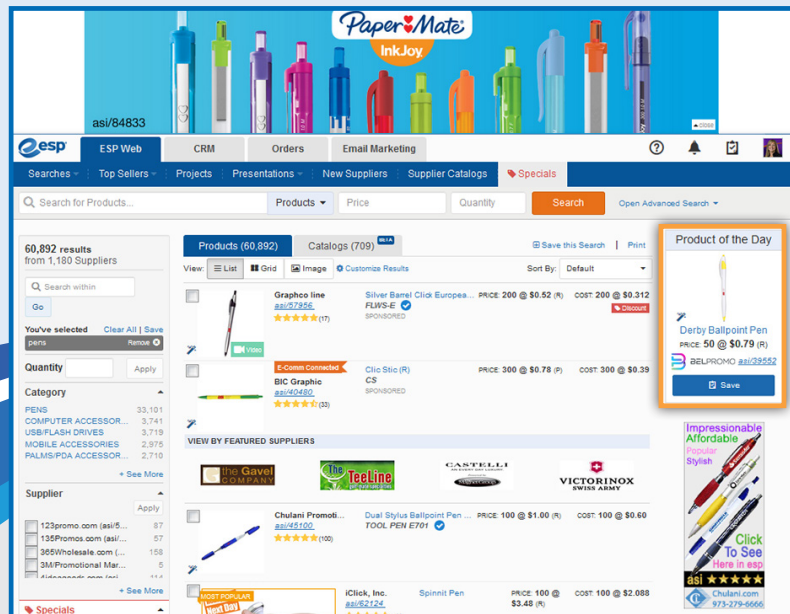 Paper Mate
InkJoy
asi/84833
close
esp
ESP Web
CRM
Orders
Email Marketing
Searches
Top Sellers
Projects
Presentations
New Suppliers
Supplier Catalogs
Specials
Search for Products...
Products
Price
Quantity
Search
Open Advanced Search
60,892 results
from 1,180 Suppliers
Search within
Go
You've selected Clear All | Save
pens Remove
Quantity Apply
Category
PENS 33,101
COMPUTER ACCESSOR... 3,741
USB/FLASH DRIVES 3,719
MOBILE ACCESSORIES 2,975
PALMS/PDA ACCESSOR... 2,710
+ See More
Supplier
Apply
123promo.com (asi/5... 87
135Promos.com (asi/... 57
365Wholesale.com (... 158
3M/Promotional Mar... 5
+ See More
Specials
Products (60,892)
Catalogs (709) BETA
Save this Search | Print
View: List Grid Image Customize Results
Sort By: Default
Graphco line
asi/57956
(17)
Silver Barrel Click Europea...
FLWS-E
SPONSORED
PRICE: 200 @ $0.52 (R)
COST: 200 @ $0.312
Discount
Video
E-Comm Connected
BIC Graphic
asi/40480
(33)
Clic Stic (R)
CS
SPONSORED
PRICE: 300 @ $0.78 (P)
COST: 300 @ $0.39
VIEW BY FEATURED SUPPLIERS
the Gavel
COMPANY
The TeeLine
CASTELLI
VICTORINOX
SWISS ARMY
Chulani Promoti...
asi/45100
(100)
Dual Stylus Ballpoint Pen ...
TOOL PEN E701
PRICE: 100 @ $1.00 (R)
COST: 100 @ $0.60
MOST POPULAR
Next Day
iClick, Inc.
asi/62124
Spinnit Pen
PRICE: 100 @
$3.48 (R)
COST: 100 @ $2.088
Product of the Day
Derby Ballpoint Pen
PRICE: 50 @ $0.79 (R)
BELPROMO asi/39552
Save
Impressionable
Affordable
Popular
Stylish
Click
To See
Here in esp
asi
Chulani.com
973-279-6666